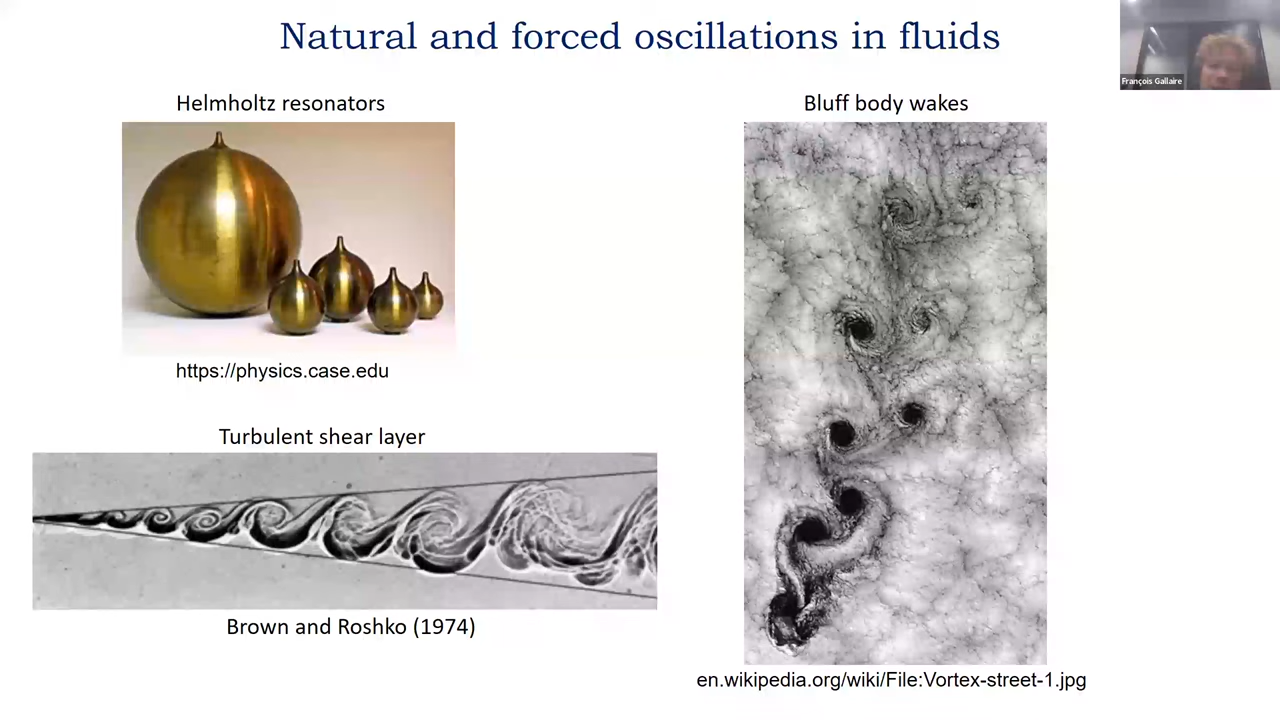 Natural and forced oscillations in fluids
François Gallaire
Helmholtz resonators
https://physics.case.edu
Turbulent shear layer
Brown and Roshko (1974)
Bluff body wakes
en.wikipedia.org/wiki/File:Vortex-street-1.jpg